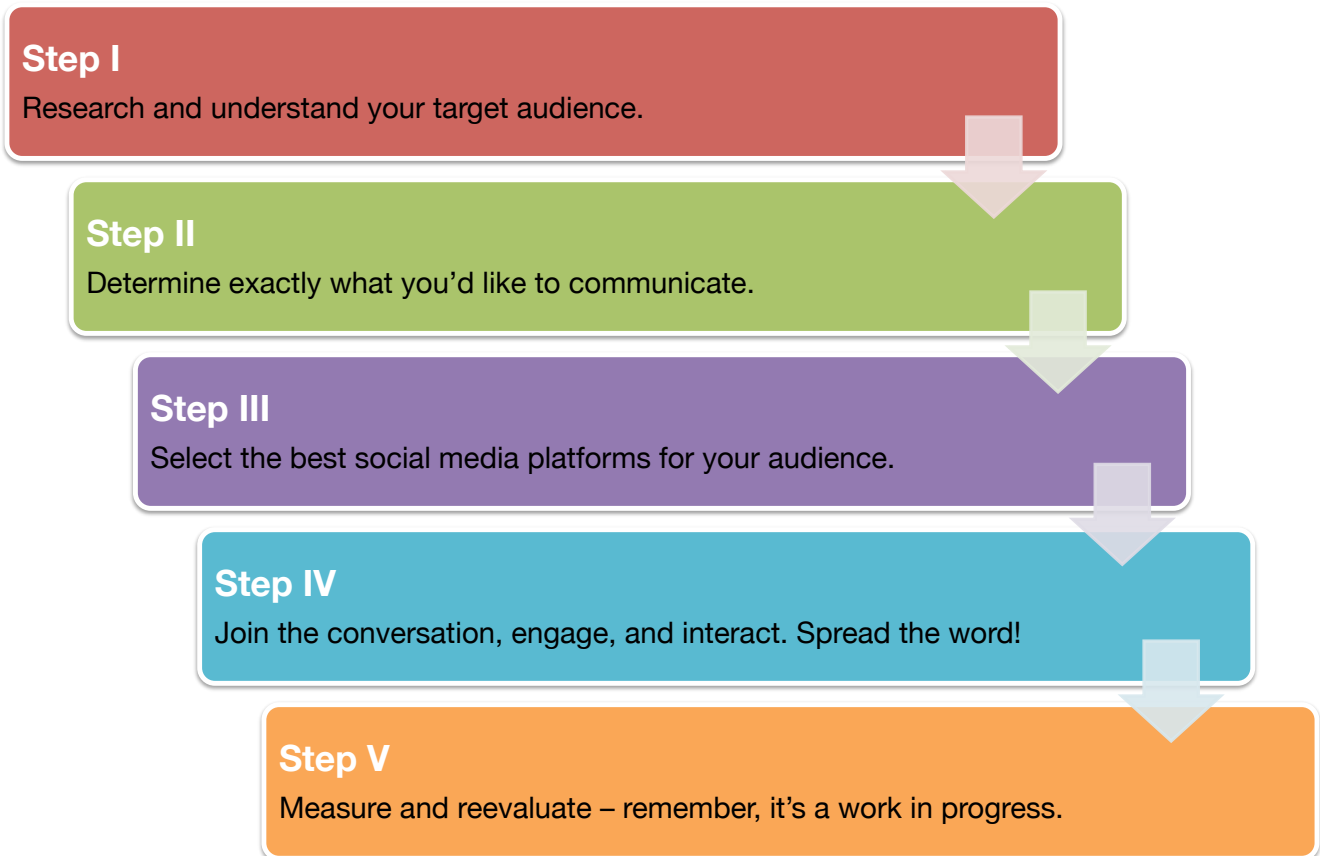 Step I
Research and understand your target audience.
Step II
Determine exactly what you’d like to communicate.
Step III
Select the best social media platforms for your audience.
Step IV
Join the conversation, engage, and interact. Spread the word!
Step V
Measure and reevaluate – remember, it’s a work in progress.